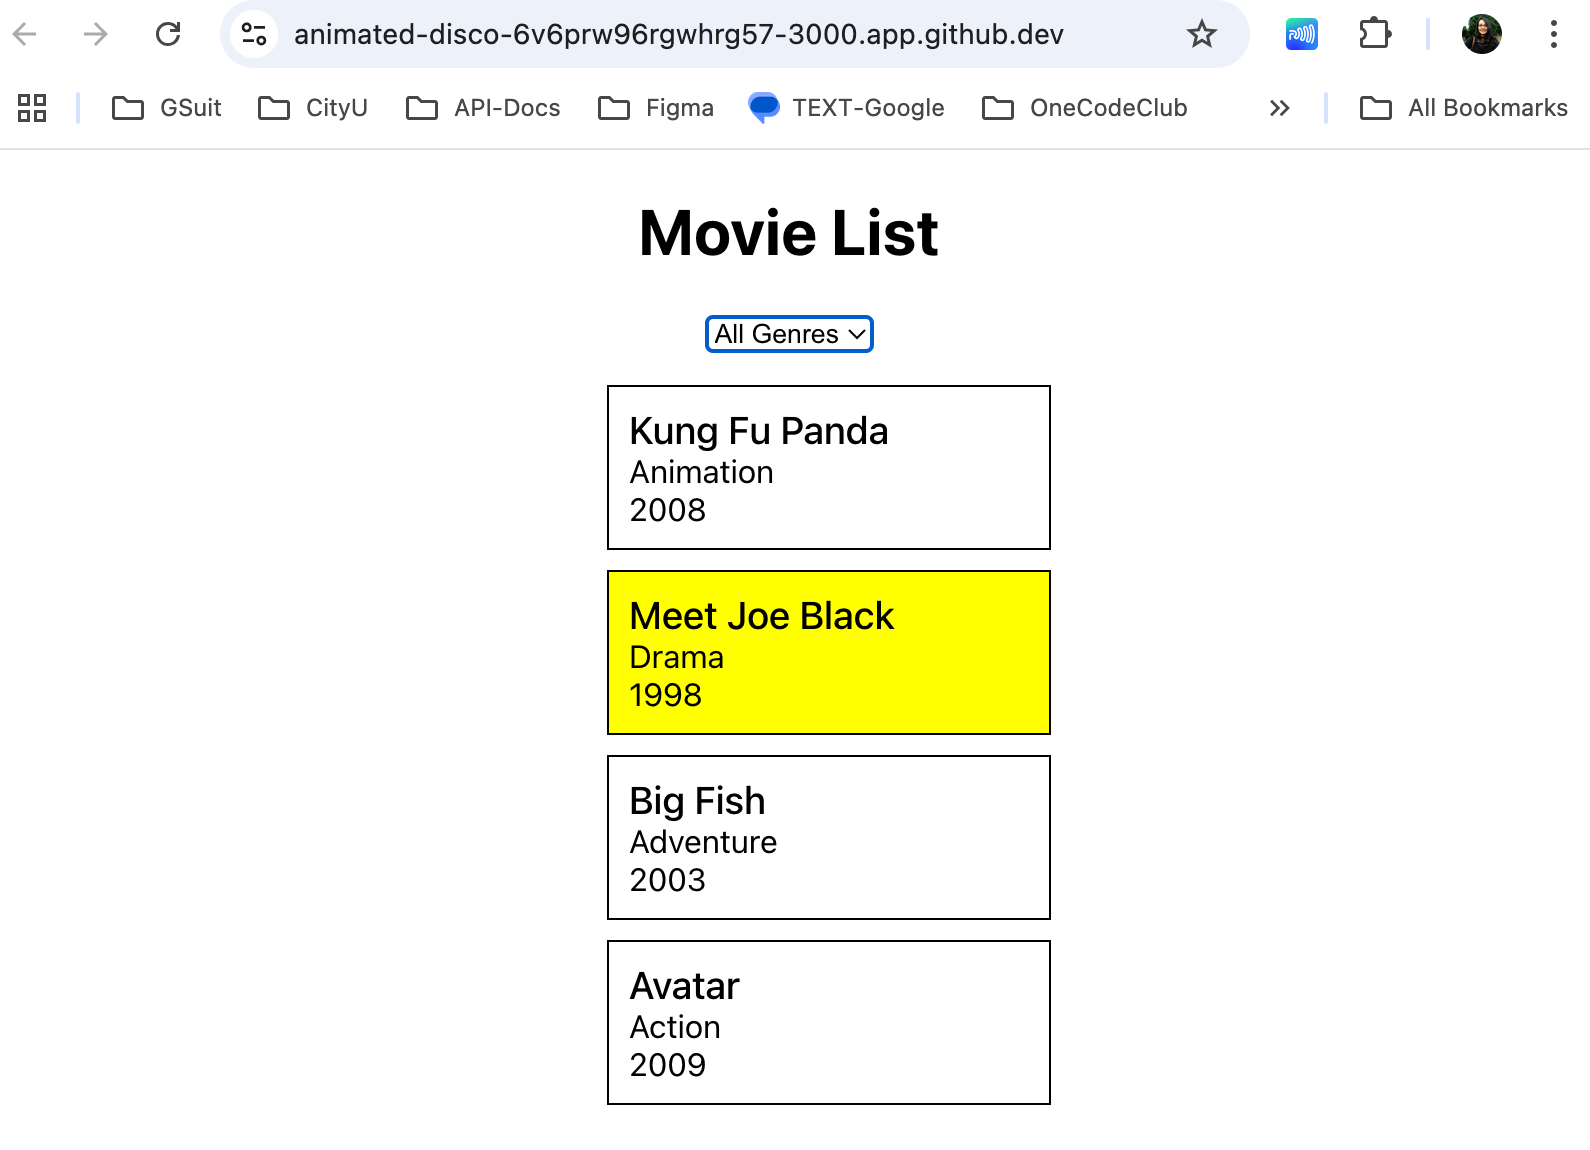 animated-disco-6v6prw96rgwhrg57-3000.app.github.dev
GSuit CityU API-Docs Figma TEXT-Google OneCodeClub All Bookmarks
Movie List
All Genres
Kung Fu Panda
Animation
2008
Meet Joe Black
Drama
1998
Big Fish
Adventure
2003
Avatar
Action
2009